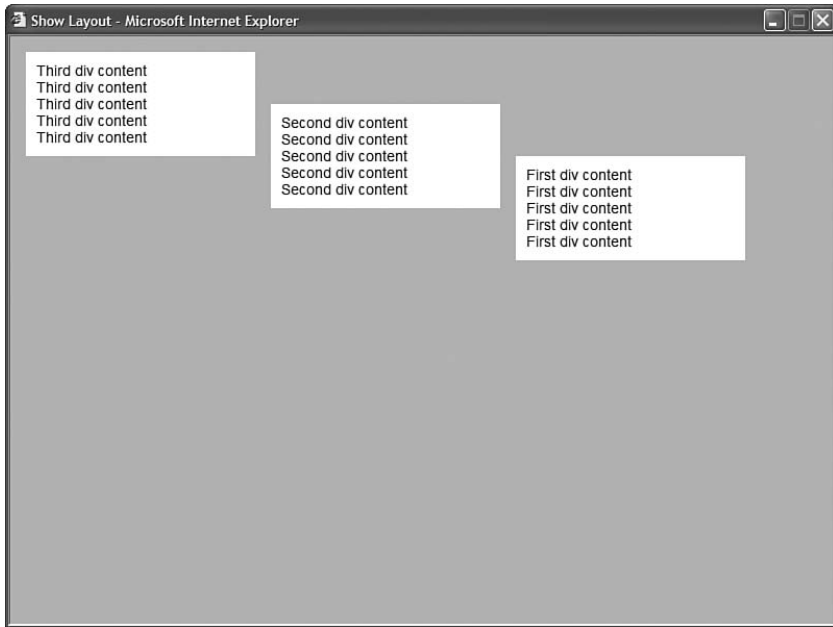 Show Layout - Microsoft Internet Explorer
Third div content
Third div content
Third div content
Third div content
Third div content
Second div content
Second div content
Second div content
Second div content
Second div content
First div content
First div content
First div content
First div content
First div content